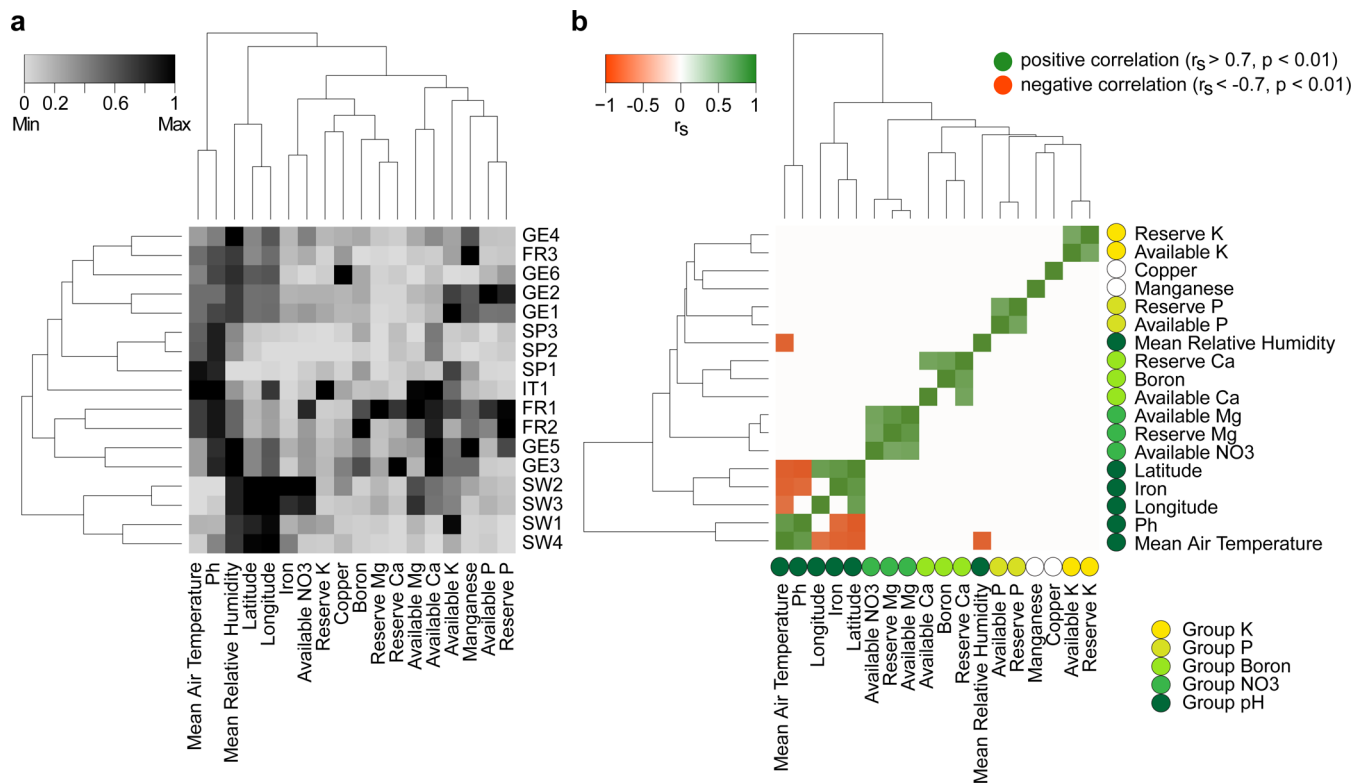 a
0 0.2 0.6 1
Min Max
GE4
FR3
GE6
GE2
GE1
SP3
SP2
SP1
IT1
FR1
FR2
GE5
GE3
SW2
SW3
SW1
SW4
Mean Air Temperature
Ph
Mean Relative Humidity
Latitude
Longitude
Iron
Available NO3
Reserve K
Copper
Boron
Reserve Mg
Reserve Ca
Available Mg
Available Ca
Available K
Manganese
Available P
Reserve P
b
−1 -0.5 0 0.5 1
rs
positive correlation (rs > 0.7, p < 0.01)
negative correlation (rs < -0.7, p < 0.01)
Reserve K
Available K
Copper
Manganese
Reserve P
Available P
Mean Relative Humidity
Reserve Ca
Boron
Available Ca
Available Mg
Reserve Mg
Available NO3
Latitude
Iron
Longitude
Ph
Mean Air Temperature
Mean Air Temperature
Ph
Longitude
Iron
Latitude
Available NO3
Reserve Mg
Available Mg
Available Ca
Boron
Reserve Ca
Mean Relative Humidity
Available P
Reserve P
Manganese
Copper
Available K
Reserve K
Group K
Group P
Group Boron
Group NO3
Group pH